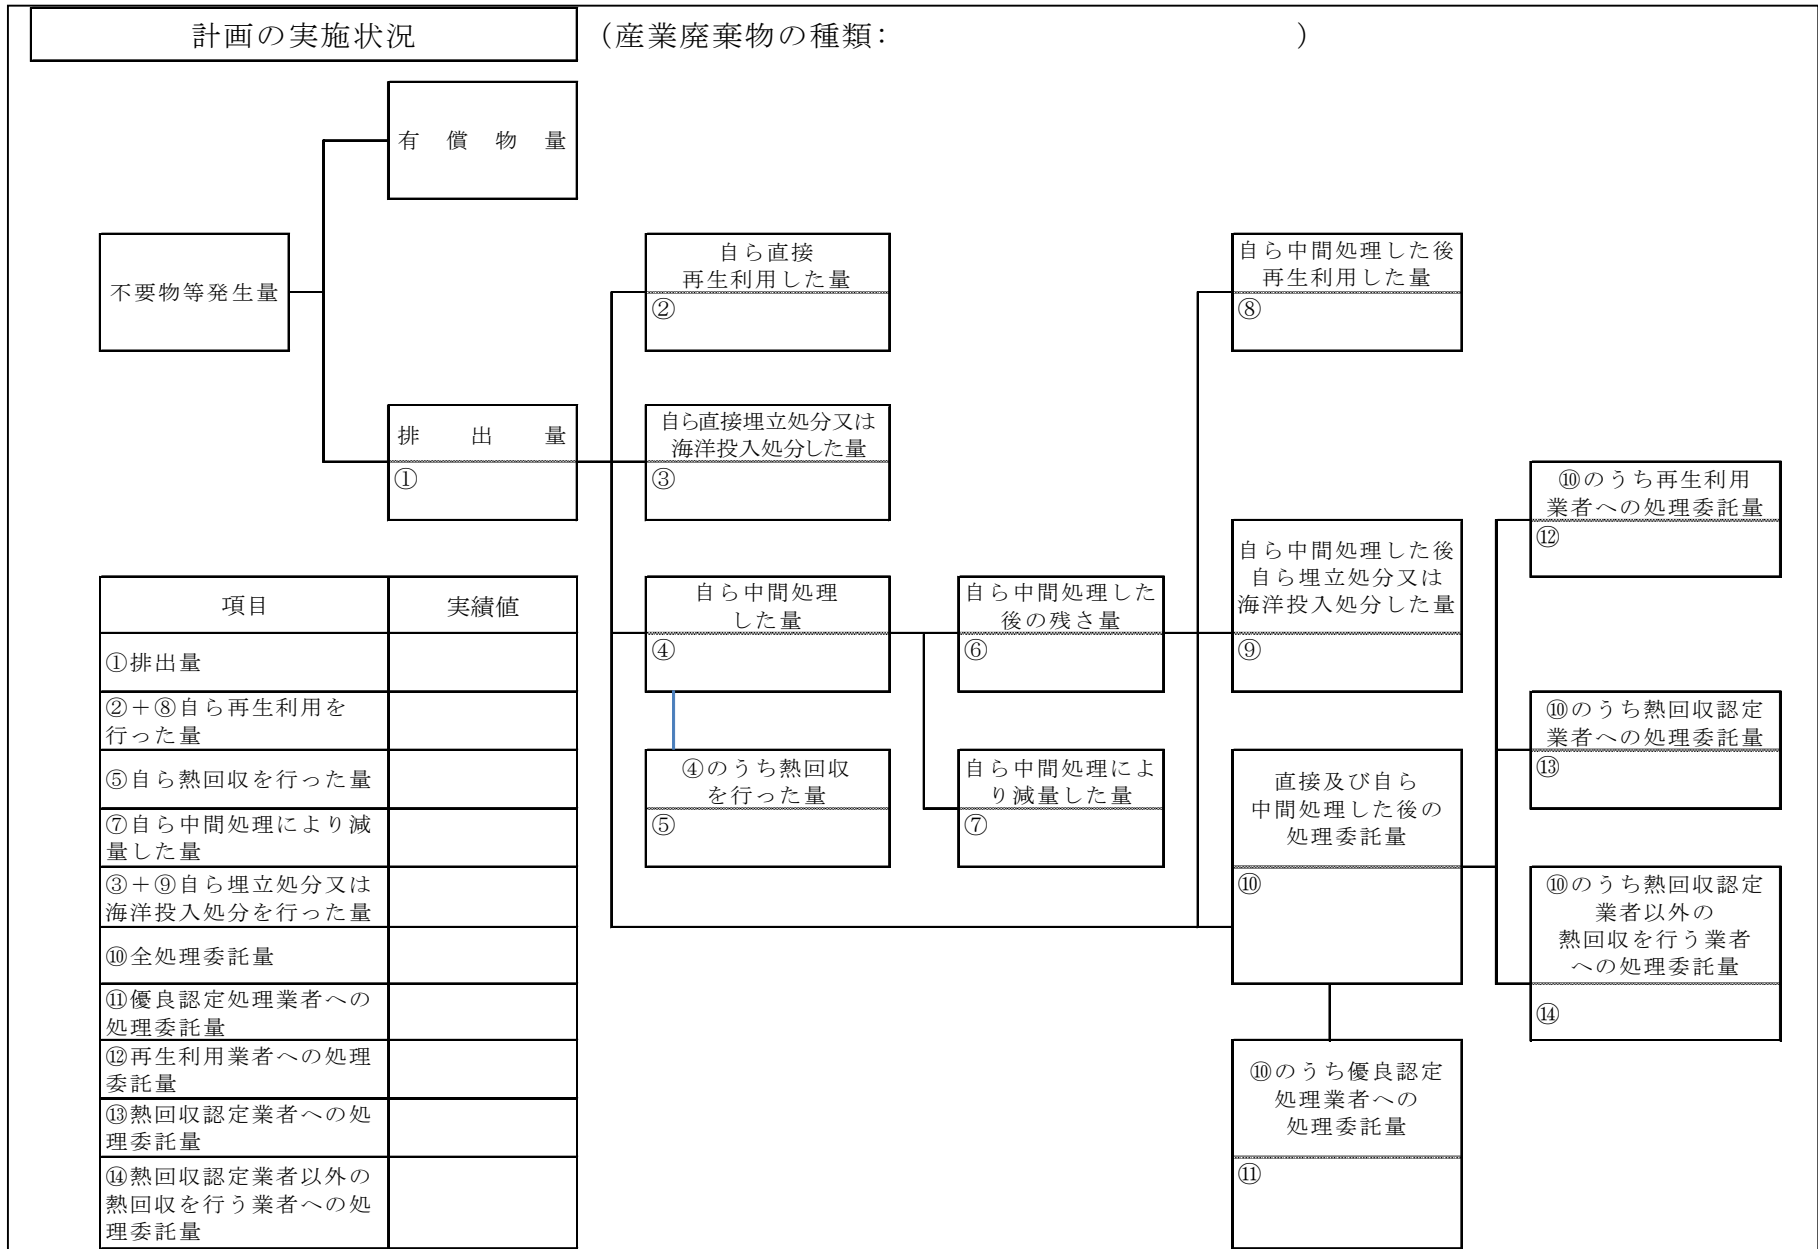 計画の実施状況
(産業廃棄物の種類: )
有償物量
不要物等発生量
排出量
①
自ら直接
再生利用した量
②
自ら直接埋立処分又は
海洋投入処分した量
③
自ら中間処理
した量
④
④のうち熱回収
を行った量
⑤
自ら中間処理した
後の残さ量
⑥
自ら中間処理によ
り減量した量
⑦
自ら中間処理した後
再生利用した量
⑧
自ら中間処理した後
自ら埋立処分又は
海洋投入処分した量
⑨
直接及び自ら
中間処理した後の
処理委託量
⑩
⑩のうち優良認定
処理業者への
処理委託量
⑪
⑩のうち再生利用
業者への処理委託量
⑫
⑩のうち熱回収認定
業者への処理委託量
⑬
⑩のうち熱回収認定
業者以外の
熱回収を行う業者
への処理委託量
⑭
項目
実績値
①排出量
②+⑧自ら再生利用を
行った量
⑤自ら熱回収を行った量
⑦自ら中間処理により減
量した量
③+⑨自ら埋立処分又は
海洋投入処分を行った量
⑩全処理委託量
⑪優良認定処理業者への
処理委託量
⑫再生利用業者への処理
委託量
⑬熱回収認定業者への処
理委託量
⑭熱回収認定業者以外の
熱回収を行う業者への処
理委託量